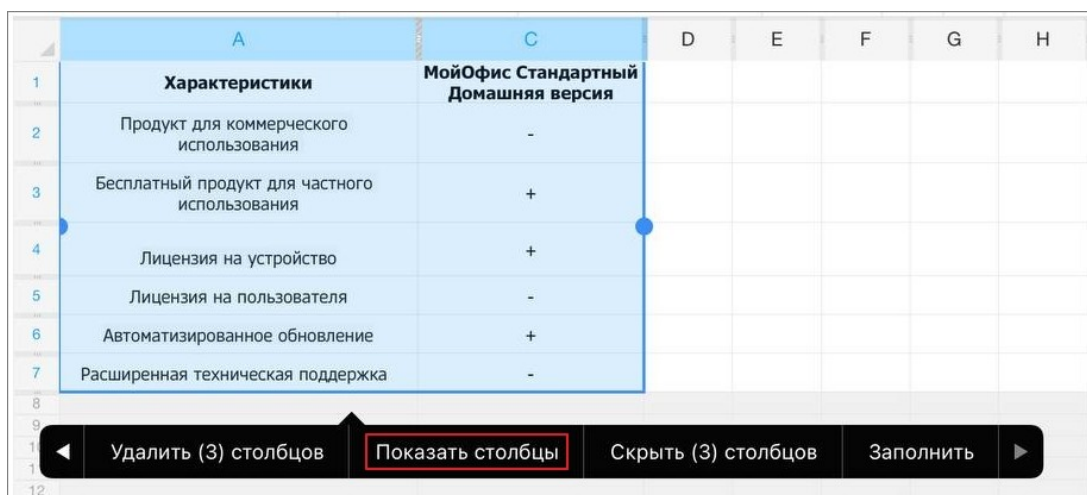 A C D E F G H
1 Характеристики МойОфис Стандартный
Домашняя версия
2 Продукт для коммерческого
использования -
3 Бесплатный продукт для частного
использования +
4 Лицензия на устройство +
5 Лицензия на пользователя -
6 Автоматизированное обновление +
7 Расширенная техническая поддержка -
8
9
Удалить (3) столбцов Показать столбцы Скрыть (3) столбцов Заполнить
12